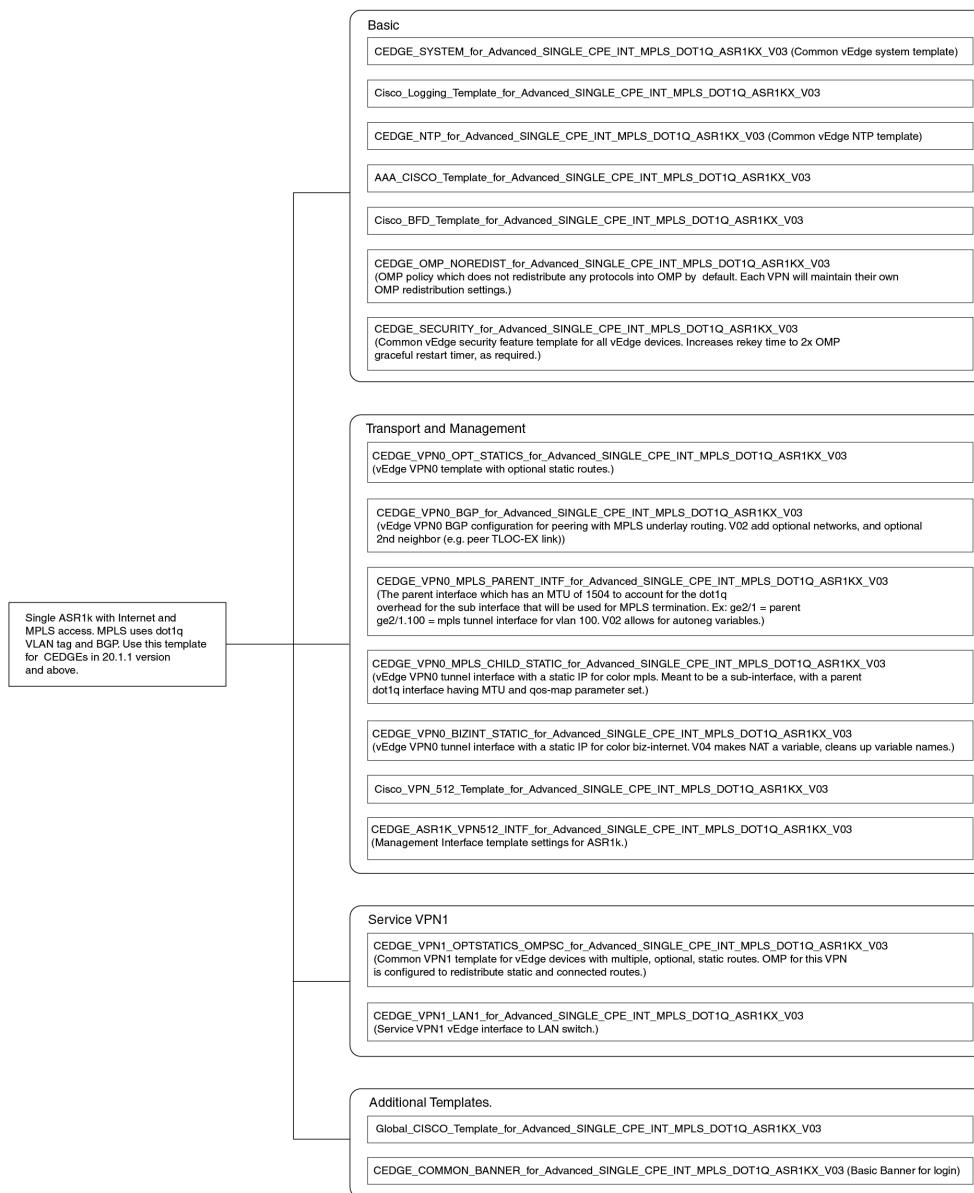 Basic
CEDGE_SYSTEM_for_Advanced_SINGLE_CPE_INT_MPLS_DOT1Q_ASR1KX_V03 (Common vEdge system template)
Cisco_Logging_Template_for_Advanced_SINGLE_CPE_INT_MPLS_DOT1Q_ASR1KX_V03
CEDGE_NTP_for_Advanced_SINGLE_CPE_INT_MPLS_DOT1Q_ASR1KX_V03 (Common vEdge NTP template)
AAA_CISCO_Template_for_Advanced_SINGLE_CPE_INT_MPLS_DOT1Q_ASR1KX_V03
Cisco_BFD_Template_for_Advanced_SINGLE_CPE_INT_MPLS_DOT1Q_ASR1KX_V03
CEDGE_OMP_NOREDIST_for_Advanced_SINGLE_CPE_INT_MPLS_DOT1Q_ASR1KX_V03
(OMP policy which does not redistribute any protocols into OMP by default. Each VPN will maintain their own
OMP redistribution settings.)
CEDGE_SECURITY_for_Advanced_SINGLE_CPE_INT_MPLS_DOT1Q_ASR1KX_V03
(Common vEdge security feature template for all vEdge devices. Increases rekey time to 2x OMP
graceful restart timer, as required.)
Transport and Management
CEDGE_VPN0_OPT_STATICS_for_Advanced_SINGLE_CPE_INT_MPLS_DOT1Q_ASR1KX_V03
(vEdge VPN0 template with optional static routes.)
CEDGE_VPN0_BGP_for_Advanced_SINGLE_CPE_INT_MPLS_DOT1Q_ASR1KX_V03
(vEdge VPN0 BGP configuration for peering with MPLS underlay routing. V02 add optional networks, and optional
2nd neighbor (e.g. peer TLOC-EX link))
CEDGE_VPN0_MPLS_PARENT_INTF_for_Advanced_SINGLE_CPE_INT_MPLS_DOT1Q_ASR1KX_V03
(The parent interface which has an MTU of 1504 to account for the dot1q
overhead for the sub interface that will be used for MPLS termination. Ex: ge2/1 = parent
ge2/1.100 = mpls tunnel interface for vlan 100. V02 allows for autoneg variables.)
Single ASR1k with Internet and
MPLS access. MPLS uses dot1q
VLAN tag and BGP. Use this template
for CEDGEs in 20.1.1 version
and above.
CEDGE_VPN0_MPLS_CHILD_STATIC_for_Advanced_SINGLE_CPE_INT_MPLS_DOT1Q_ASR1KX_V03
(vEdge VPN0 tunnel interface with a static IP for color mpls. Meant to be a sub-interface, with a parent
dot1q interface having MTU and qos-map parameter set.)
CEDGE_VPN0_BIZINT_STATIC_for_Advanced_SINGLE_CPE_INT_MPLS_DOT1Q_ASR1KX_V03
(vEdge VPN0 tunnel interface with a static IP for color biz-internet. V04 makes NAT a variable, cleans up variable names.)
Cisco_VPN_512_Template_for_Advanced_SINGLE_CPE_INT_MPLS_DOT1Q_ASR1KX_V03
CEDGE_ASR1K_VPN512_INTF_for_Advanced_SINGLE_CPE_INT_MPLS_DOT1Q_ASR1KX_V03
(Management Interface template settings for ASR1k.)
Service VPN1
CEDGE_VPN1_OPTSTATICS_OMPSC_for_Advanced_SINGLE_CPE_INT_MPLS_DOT1Q_ASR1KX_V03
(Common VPN1 template for vEdge devices with multiple, optional, static routes. OMP for this VPN
is configured to redistribute static and connected routes.)
CEDGE_VPN1_LAN1_for_Advanced_SINGLE_CPE_INT_MPLS_DOT1Q_ASR1KX_V03
(Service VPN1 vEdge interface to LAN switch.)
Additional Templates.
Global_CISCO_Template_for_Advanced_SINGLE_CPE_INT_MPLS_DOT1Q_ASR1KX_V03
CEDGE_COMMON_BANNER_for_Advanced_SINGLE_CPE_INT_MPLS_DOT1Q_ASR1KX_V03 (Basic Banner for login)